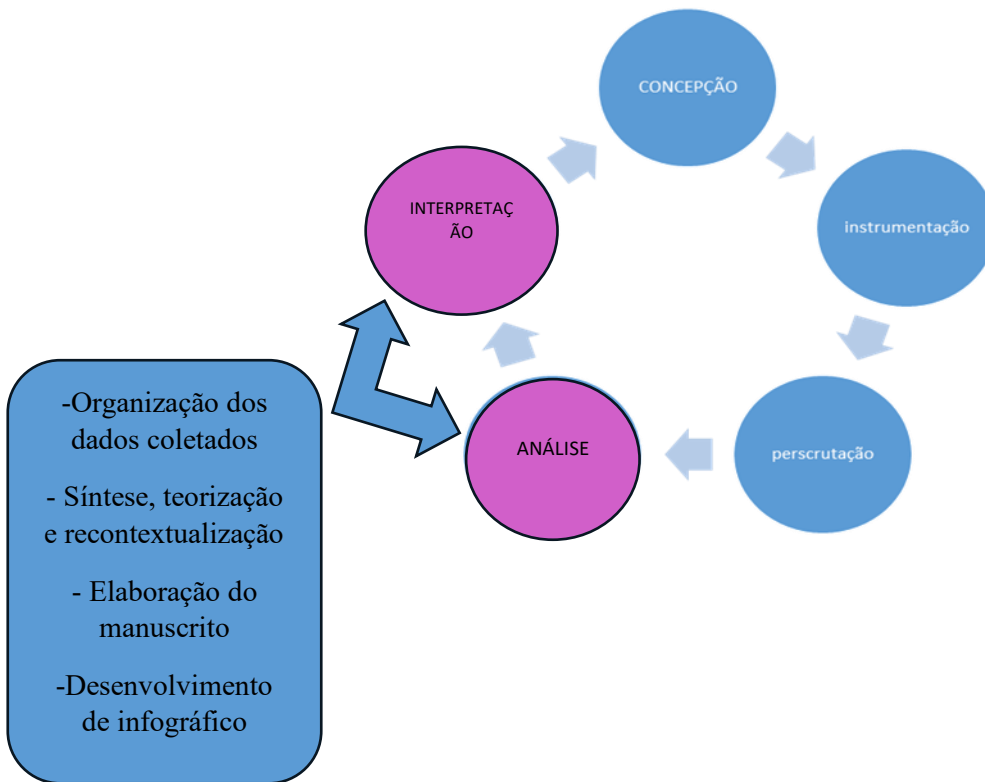 CONCEPÇÃO
instrumentação
perscrutação
ANÁLISE
INTERPRETAÇ
ÃO
-Organização dos
dados coletados
- Síntese, teorização
e recontextualização
- Elaboração do
manuscrito
-Desenvolvimento
de infográfico